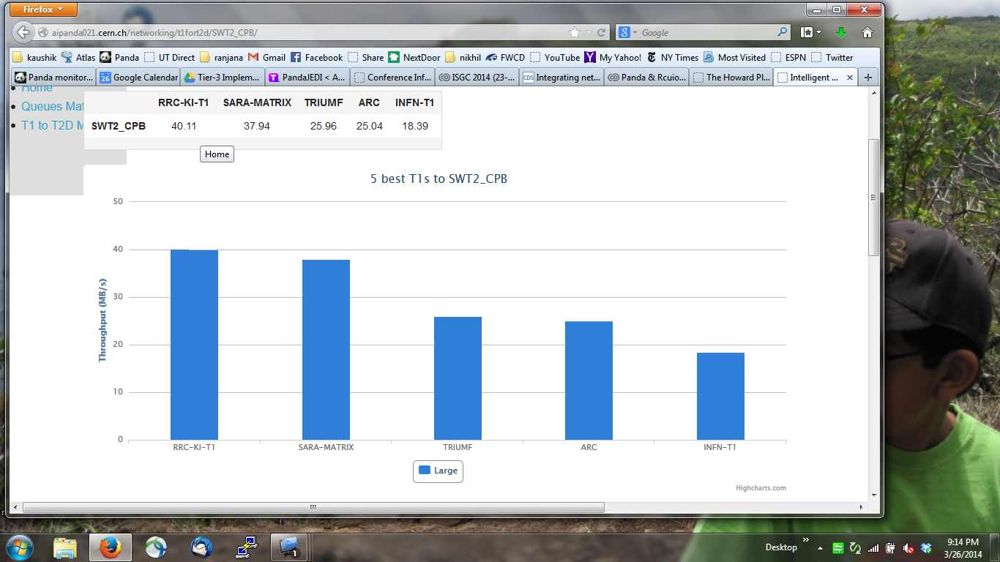 Firefox
aipanda021.cern.ch/networking/t1fort2d/SWT2_CPB/
Google
kaushik Atlas Panda UT Direct ranjana Gmail Facebook Share NextDoor nikhil FWCD YouTube My Yahoo! NY Times Most Visited ESPN Twitter
Panda monitor... Google Calendar Tier-3 Implem... PandaJEDI < A... Conference Inf... ISGC 2014 (23-... Integrating net... Panda & Rcuio... The Howard Pl... Intelligent ...
Home
Queues Mat
T1 to T2D M
RRC-KI-T1 SARA-MATRIX TRIUMF ARC INFN-T1
SWT2_CPB 40.11 37.94 25.96 25.04 18.39
Home
5 best T1s to SWT2_CPB
Throughput (MB/s)
50
40
30
20
10
0
RRC-KI-T1 SARA-MATRIX TRIUMF ARC INFN-T1
Large
Highcharts.com
Desktop
9:14 PM
3/26/2014